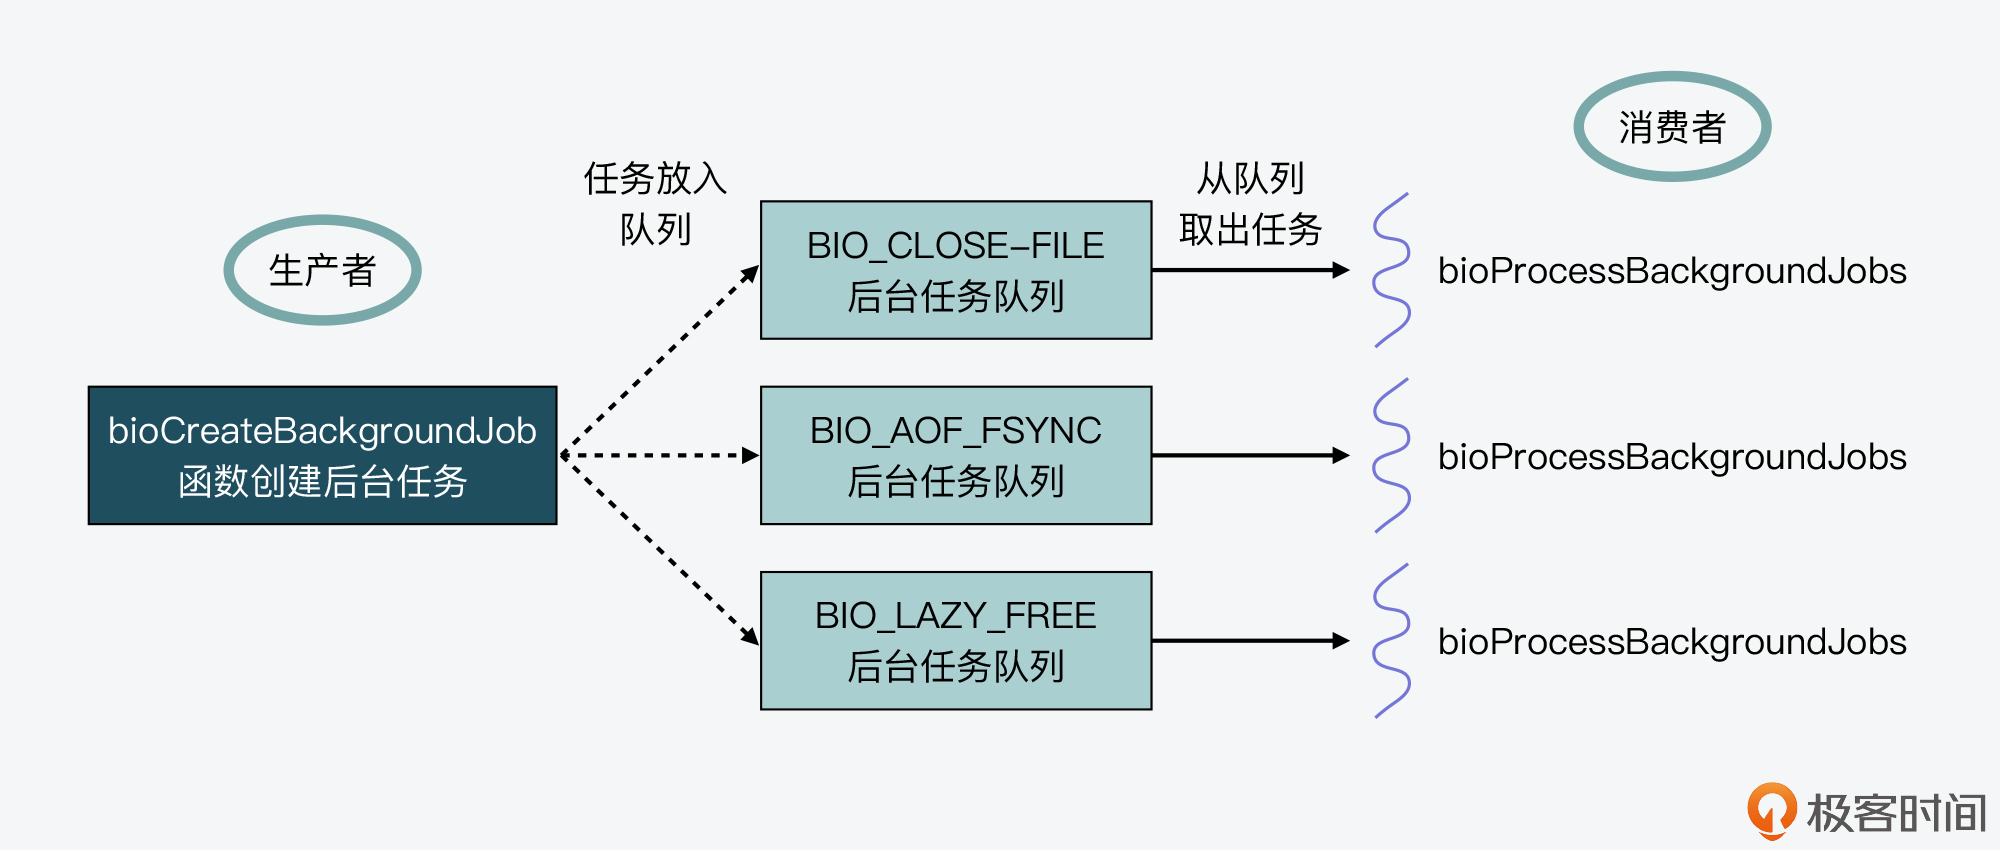 生产者
bioCreateBackgroundJob
函数创建后台任务
任务放入
队列
BIO_CLOSE-FILE
后台任务队列
BIO_AOF_FSYNC
后台任务队列
BIO_LAZY_FREE
后台任务队列
从队列
取出任务
消费者
bioProcessBackgroundJobs
bioProcessBackgroundJobs
bioProcessBackgroundJobs
极客时间